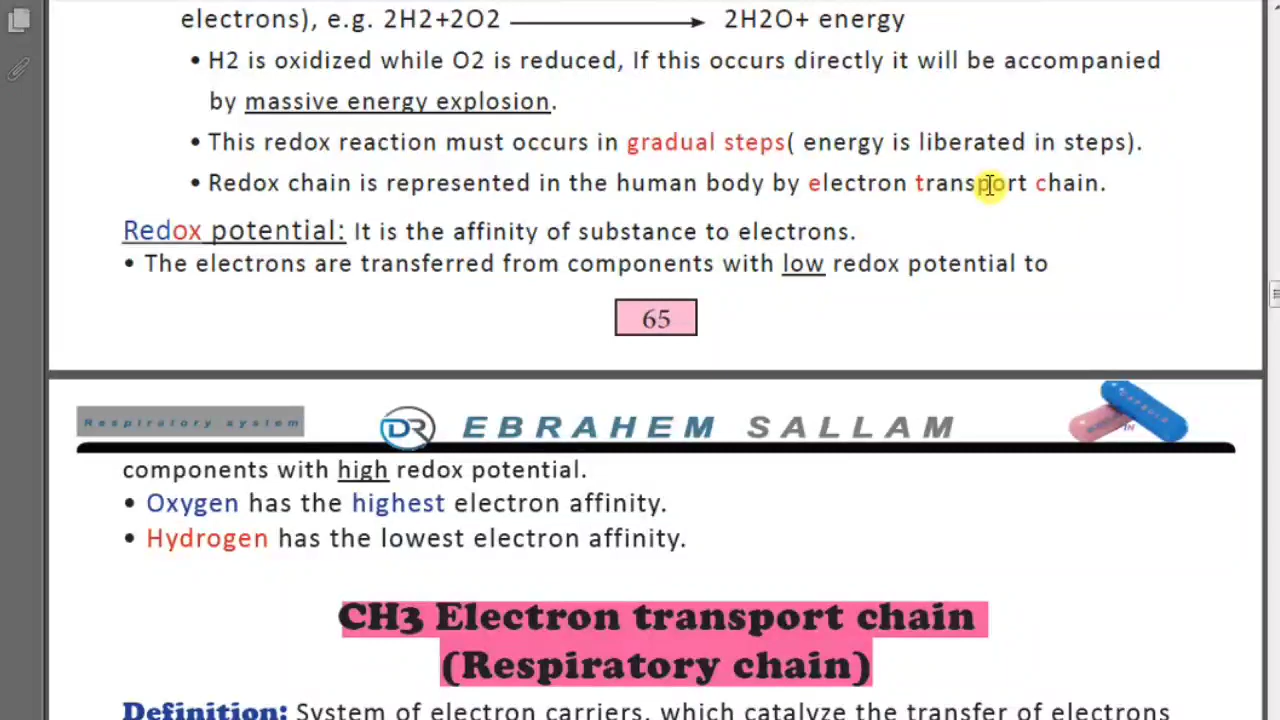 electrons), e.g. 2H2+2O2 ⟶ 2H2O+ energy
• H2 is oxidized while O2 is reduced, If this occurs directly it will be accompanied
by massive energy explosion.
• This redox reaction must occurs in gradual steps( energy is liberated in steps).
• Redox chain is represented in the human body by electron transport chain.
Redox potential: It is the affinity of substance to electrons.
• The electrons are transferred from components with low redox potential to
65
Respiratory system
DR EBRAHEM SALLAM
CAPSULE
IN
components with high redox potential.
• Oxygen has the highest electron affinity.
• Hydrogen has the lowest electron affinity.
CH3 Electron transport chain
(Respiratory chain)
Definition: System of electron carriers, which catalyze the transfer of electrons